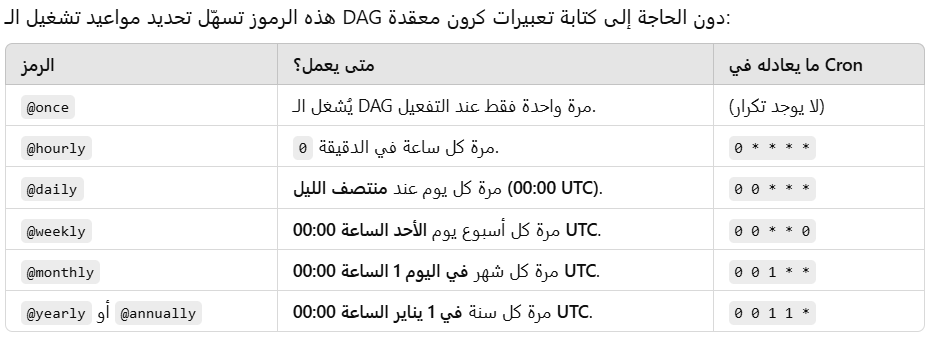 هذه الرموز تسهّل تحديد مواعيد تشغيل الـ DAG دون الحاجة إلى كتابة تعبيرات كرون معقدة:
الرمز	متى يعمل؟	ما يعادله في Cron
@once	يُشغل الـ DAG مرة واحدة فقط عند التفعيل.	(لا يوجد تكرار)
@hourly	مرة كل ساعة في الدقيقة 0.	0 * * * *
@daily	مرة كل يوم عند منتصف الليل (00:00 UTC).	0 0 * * *
@weekly	مرة كل أسبوع يوم الأحد الساعة 00:00 UTC.	0 0 * * 0
@monthly	مرة كل شهر في اليوم 1 الساعة 00:00 UTC.	0 0 1 * *
@yearly أو @annually	مرة كل سنة في 1 يناير الساعة 00:00 UTC.	0 0 1 1 *